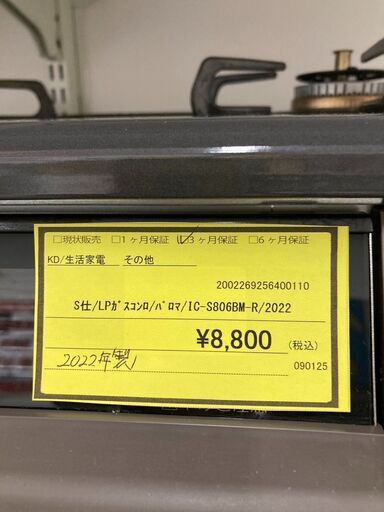 □現状販売 □1ヶ月保証 ☑3ヶ月保証 □6ヶ月保証
KD/生活家電 その他
2002269256400110
S仕/LPガスコンロ/パロマ/IC-S806BM-R/2022
¥8,800 (税込)
2022年製
090125